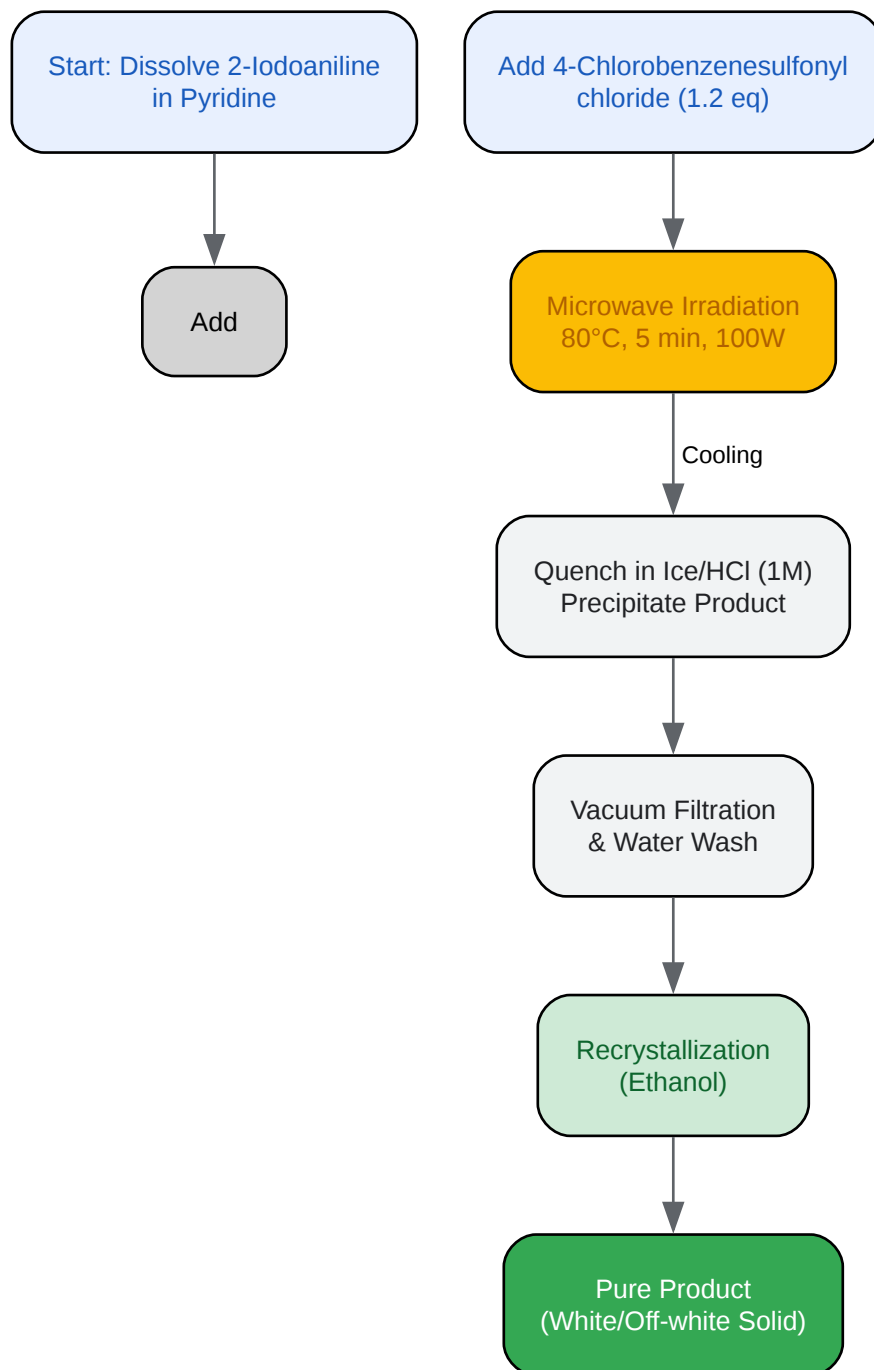 Start: Dissolve 2-Iodoaniline
in Pyridine
Add 4-Chlorobenzenesulfonyl
chloride (1.2 eq)
Add
Microwave Irradiation
80°C, 5 min, 100W
Cooling
Quench in Ice/HCl (1M)
Precipitate Product
Vacuum Filtration
& Water Wash
Recrystallization
(Ethanol)
Pure Product
(White/Off-white Solid)